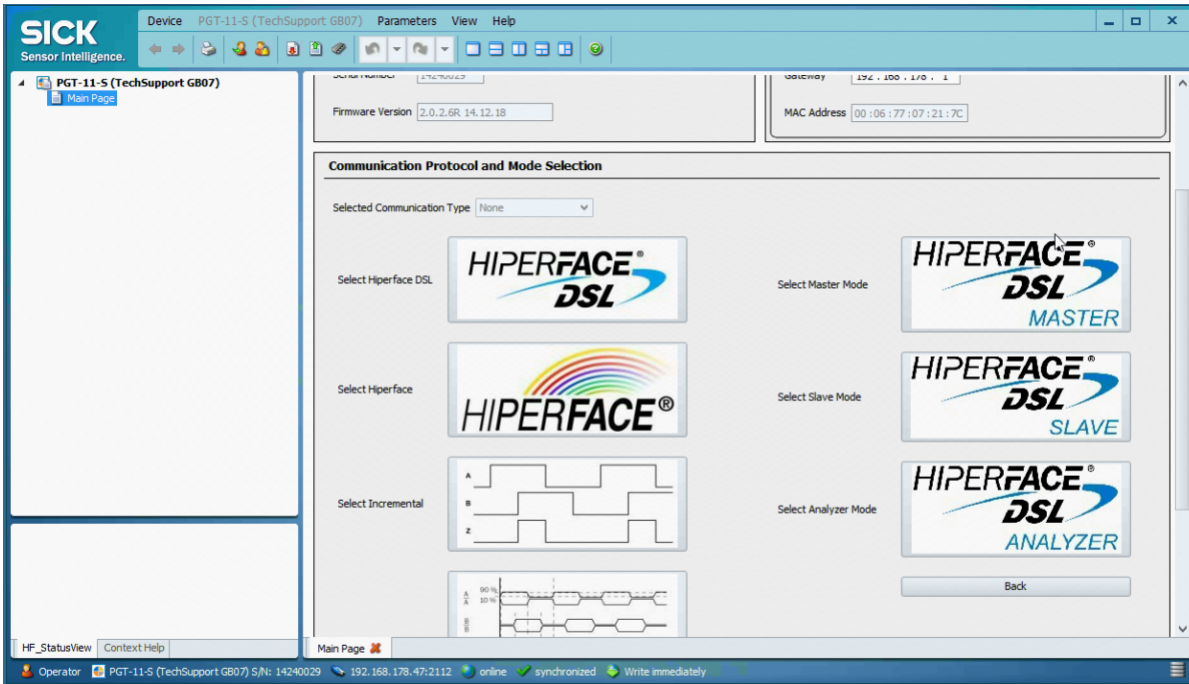 SICK
Sensor Intelligence.
Device PGT-11-S (TechSupport GB07) Parameters View Help
PGT-11-S (TechSupport GB07)
Main Page
Serial Number 14240029
Gateway 192 . 168 . 178 . 1
Firmware Version 2.0.2.6R 14.12.18
MAC Address 00 :06 :77 :07 :21 :7C
Communication Protocol and Mode Selection
Selected Communication Type None
Select Hiperface DSL
HIPERFACE®
DSL
Select Master Mode
HIPERFACE®
DSL
MASTER
Select Hiperface
HIPERFACE®
Select Slave Mode
HIPERFACE®
DSL
SLAVE
Select Incremental
A
B
Z
Select Analyzer Mode
HIPERFACE®
DSL
ANALYZER
Back
A
A
90 %
10 %
B
B
HF_StatusView Context Help
Main Page
Operator PGT-11-S (TechSupport GB07) S/N: 14240029 192.168.178.47:2112 online synchronized Write immediately